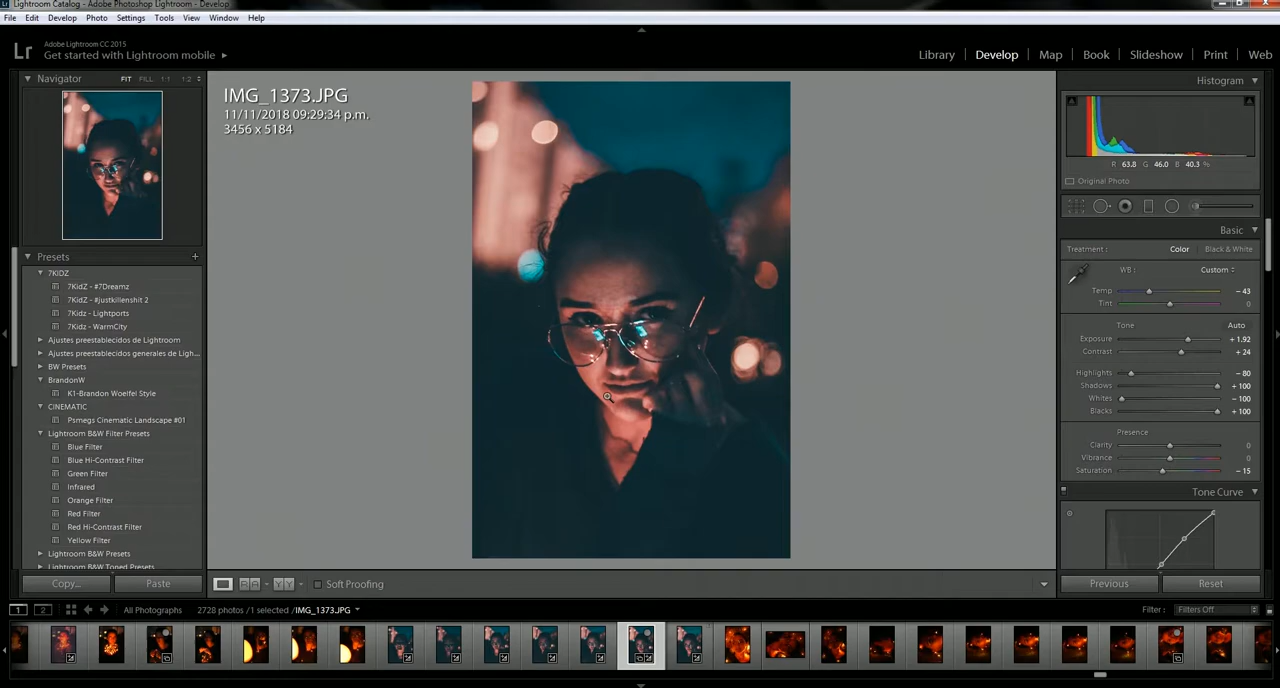 Lightroom Catalog - Adobe Photoshop Lightroom - Develop
File Edit Develop Photo Settings Tools View Window Help
Lr
Adobe Lightroom CC 2015
Get started with Lightroom mobile
Library Develop Map Book Slideshow Print Web
Navigator FIT FILL 1:1 1:2
IMG_1373.JPG
11/11/2018 09:29:34 p.m.
3456 x 5184
Presets +
7KIDZ
7KidZ - #7Dreamz
7KidZ - #justkillenshit 2
7KidZ - Lightports
7Kidz - WarmCity
Ajustes preestablecidos de Lightroom
Ajustes preestablecidos generales de Ligh...
BW Presets
BrandonW
K1-Brandon Woelfel Style
CINEMATIC
Psmegs Cinematic Landscape #01
Lightroom B&W Filter Presets
Blue Filter
Blue Hi-Contrast Filter
Green Filter
Infrared
Orange Filter
Red Filter
Red Hi-Contrast Filter
Yellow Filter
Lightroom B&W Presets
Lightroom B&W Toned Presets
Copy... Paste
Soft Proofing
Histogram
R 63.8 G 46.0 B 40.3 %
Original Photo
Basic
Treatment: Color Black & White
WB: Custom
Temp - 43
Tint 0
Tone Auto
Exposure + 1.92
Contrast + 24
Highlights - 80
Shadows + 100
Whites - 100
Blacks + 100
Presence
Clarity 0
Vibrance 0
Saturation - 15
Tone Curve
Previous Reset
1 2 All Photographs 2728 photos / 1 selected / IMG_1373.JPG Filter : Filters Off